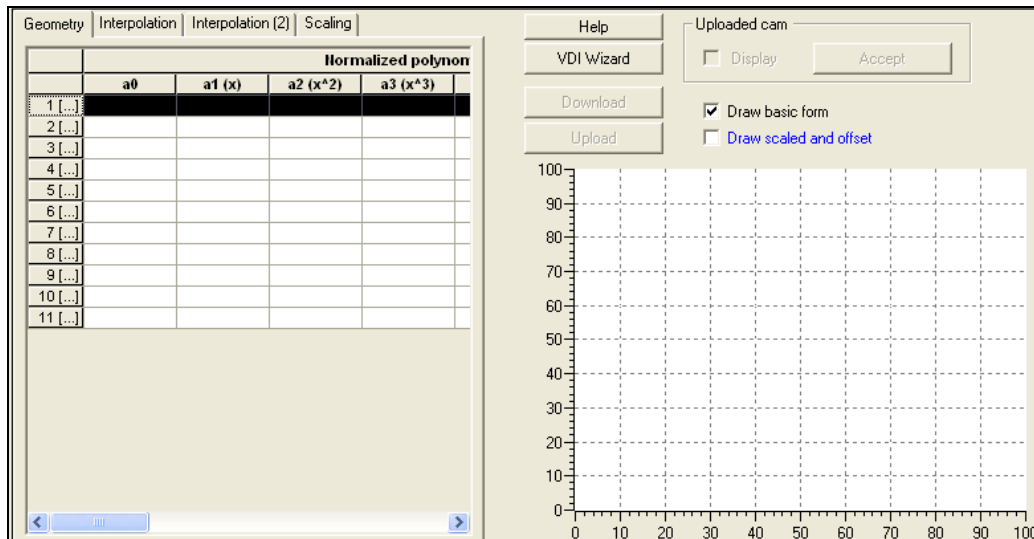 Geometry Interpolation Interpolation (2) Scaling
Normalized polynom
a0 a1 (x) a2 (x^2) a3 (x^3)
1 [...]
2 [...]
3 [...]
4 [...]
5 [...]
6 [...]
7 [...]
8 [...]
9 [...]
10 [...]
11 [...]
Help
VDI Wizard
Download
Upload
Uploaded cam
Display Accept
Draw basic form
Draw scaled and offset
100
90
80
70
60
50
40
30
20
10
0
0 10 20 30 40 50 60 70 80 90 100